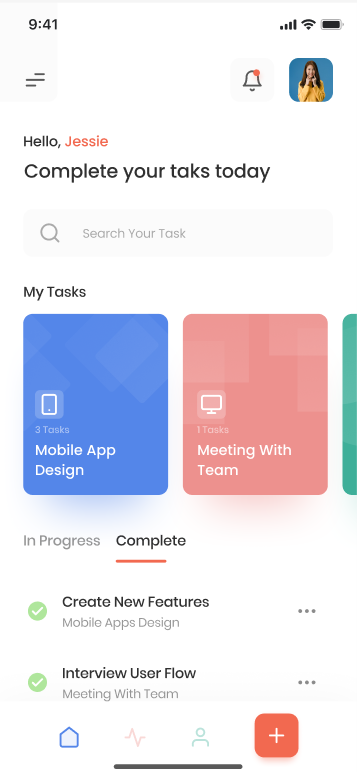 9:41
Hello, Jessie
Complete your taks today
Search Your Task
My Tasks
3 Tasks
Mobile App
Design
1 Tasks
Meeting With
Team
In Progress
Complete
Create New Features
Mobile Apps Design
Interview User Flow
Meeting With Team